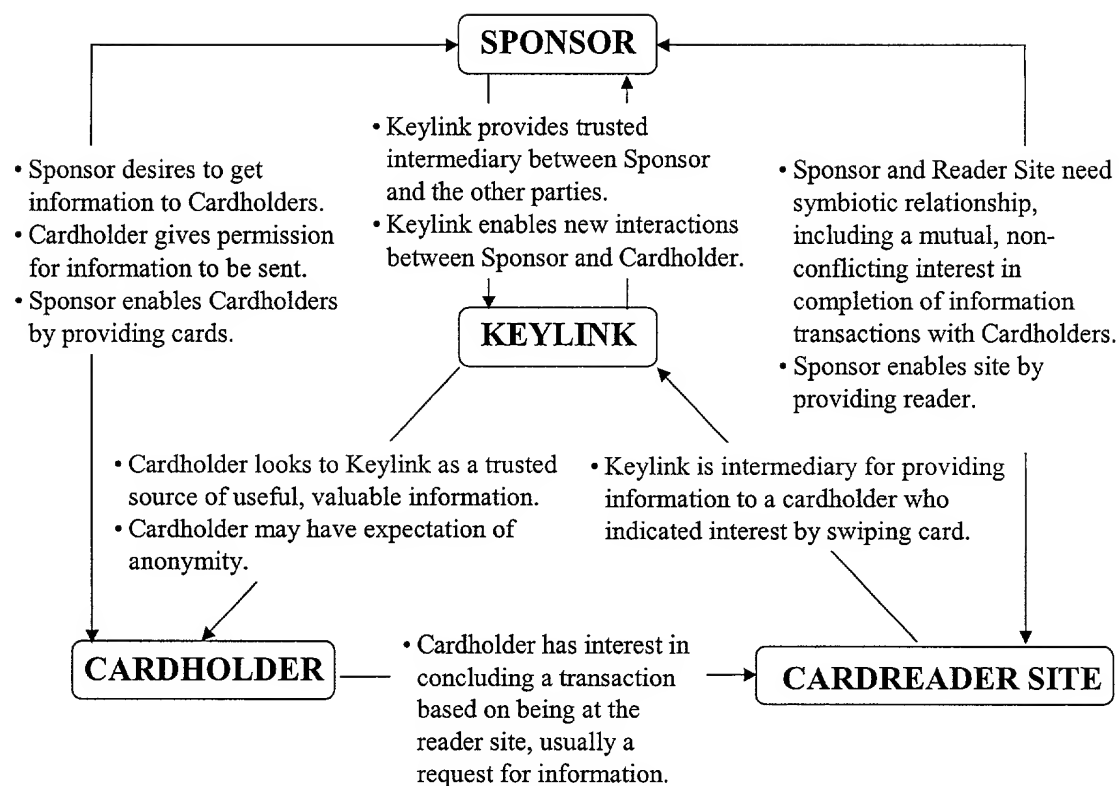 SPONSOR
• Sponsor desires to get
information to Cardholders.
• Cardholder gives permission
for information to be sent.
• Sponsor enables Cardholders
by providing cards.
• Keylink provides trusted
intermediary between Sponsor
and the other parties.
• Keylink enables new interactions
between Sponsor and Cardholder.
• Sponsor and Reader Site need
symbiotic relationship,
including a mutual, non-
conflicting interest in
completion of information
transactions with Cardholders.
• Sponsor enables site by
providing reader.
KEYLINK
• Cardholder looks to Keylink as a trusted
source of useful, valuable information.
• Cardholder may have expectation of
anonymity.
• Keylink is intermediary for providing
information to a cardholder who
indicated interest by swiping card.
CARDHOLDER
• Cardholder has interest in
concluding a transaction
based on being at the
reader site, usually a
request for information.
CARDREADER SITE